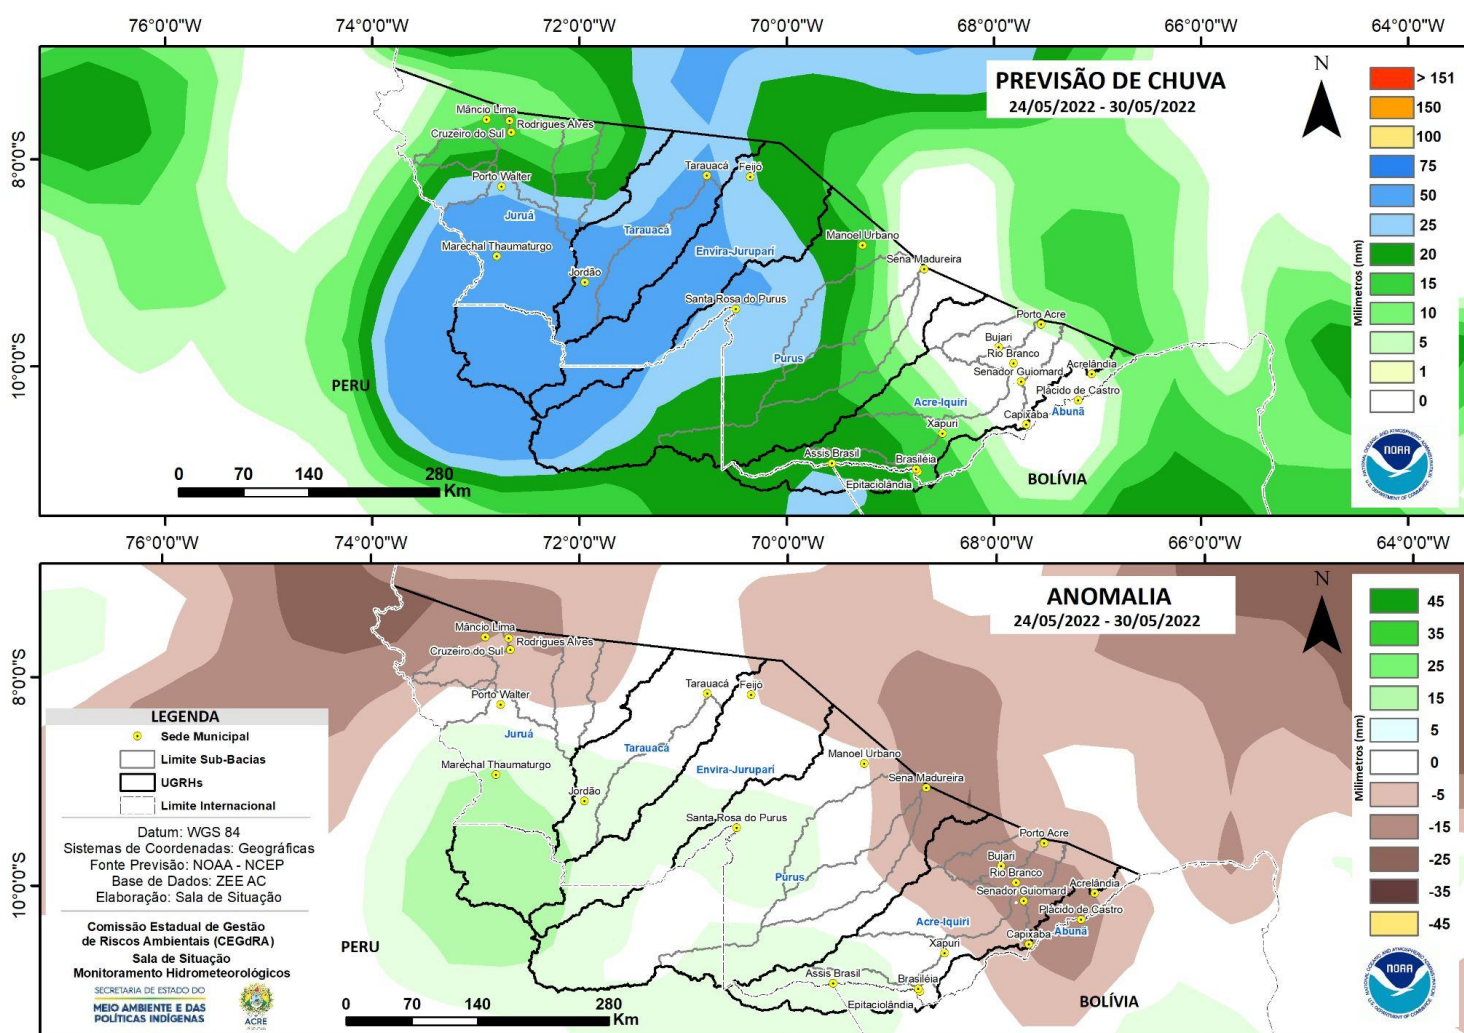 76°0'0"W 74°0'0"W 72°0'0"W 70°0'0"W 68°0'0"W 66°0'0"W 64°0'0"W
8°0'0"S
10°0'0"S
PREVISÃO DE CHUVA
24/05/2022 - 30/05/2022
N
Mâncio Lima
Rodrigues Alves
Cruzeiro do Sul
Porto Walter
Juruá
Marechal Thaumaturgo
Jordão
Tarauacá
Feijó
Tarauacá
Envira-Jurupari
Manoel Urbano
Sena Madureira
Santa Rosa do Purus
Purus
Porto Acre
Bujari
Rio Branco
Senador Guiomard
Acrelândia
Plácido de Castro
Acre-Iquiri
Abunã
Capixaba
Xapuri
Assis Brasil
Brasiléia
Epitaciolândia
PERU
BOLÍVIA
0 70 140 280
Km
Milimetros (mm)
> 151
150
100
75
50
25
20
15
10
5
1
0
NOAA
76°0'0"W 74°0'0"W 72°0'0"W 70°0'0"W 68°0'0"W 66°0'0"W 64°0'0"W
8°0'0"S
10°0'0"S
ANOMALIA
24/05/2022 - 30/05/2022
N
Mâncio Lima
Rodrigues Alves
Cruzeiro do Sul
Porto Walter
Juruá
Marechal Thaumaturgo
Jordão
Tarauacá
Feijó
Tarauacá
Envira-Jurupari
Manoel Urbano
Sena Madureira
Santa Rosa do Purus
Purus
Porto Acre
Bujari
Rio Branco
Senador Guiomard
Acrelândia
Plácido de Castro
Acre-Iquiri
Abunã
Capixaba
Xapuri
Assis Brasil
Brasiléia
Epitaciolândia
PERU
BOLÍVIA
0 70 140 280
Km
Milimetros (mm)
45
35
25
15
5
0
-5
-15
-25
-35
-45
NOAA
LEGENDA
Sede Municipal
Limite Sub-Bacias
UGRHs
Limite Internacional
Datum: WGS 84
Sistemas de Coordenadas: Geográficas
Fonte Previsão: NOAA - NCEP
Base de Dados: ZEE AC
Elaboração: Sala de Situação
Comissão Estadual de Gestão
de Riscos Ambientais (CEGdRA)
Sala de Situação
Monitoramento Hidrometeorológicos
SECRETARIA DE ESTADO DO
MEIO AMBIENTE E DAS
POLÍTICAS INDÍGENAS
ACRE